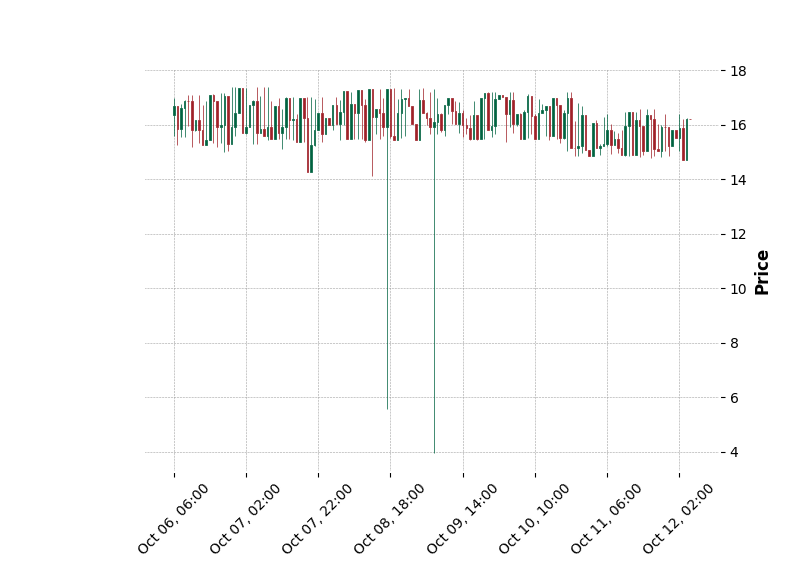 18
16
14
12
10
8
6
4
Price
Oct 06, 06:00
Oct 07, 02:00
Oct 07, 22:00
Oct 08, 18:00
Oct 09, 14:00
Oct 10, 10:00
Oct 11, 06:00
Oct 12, 02:00